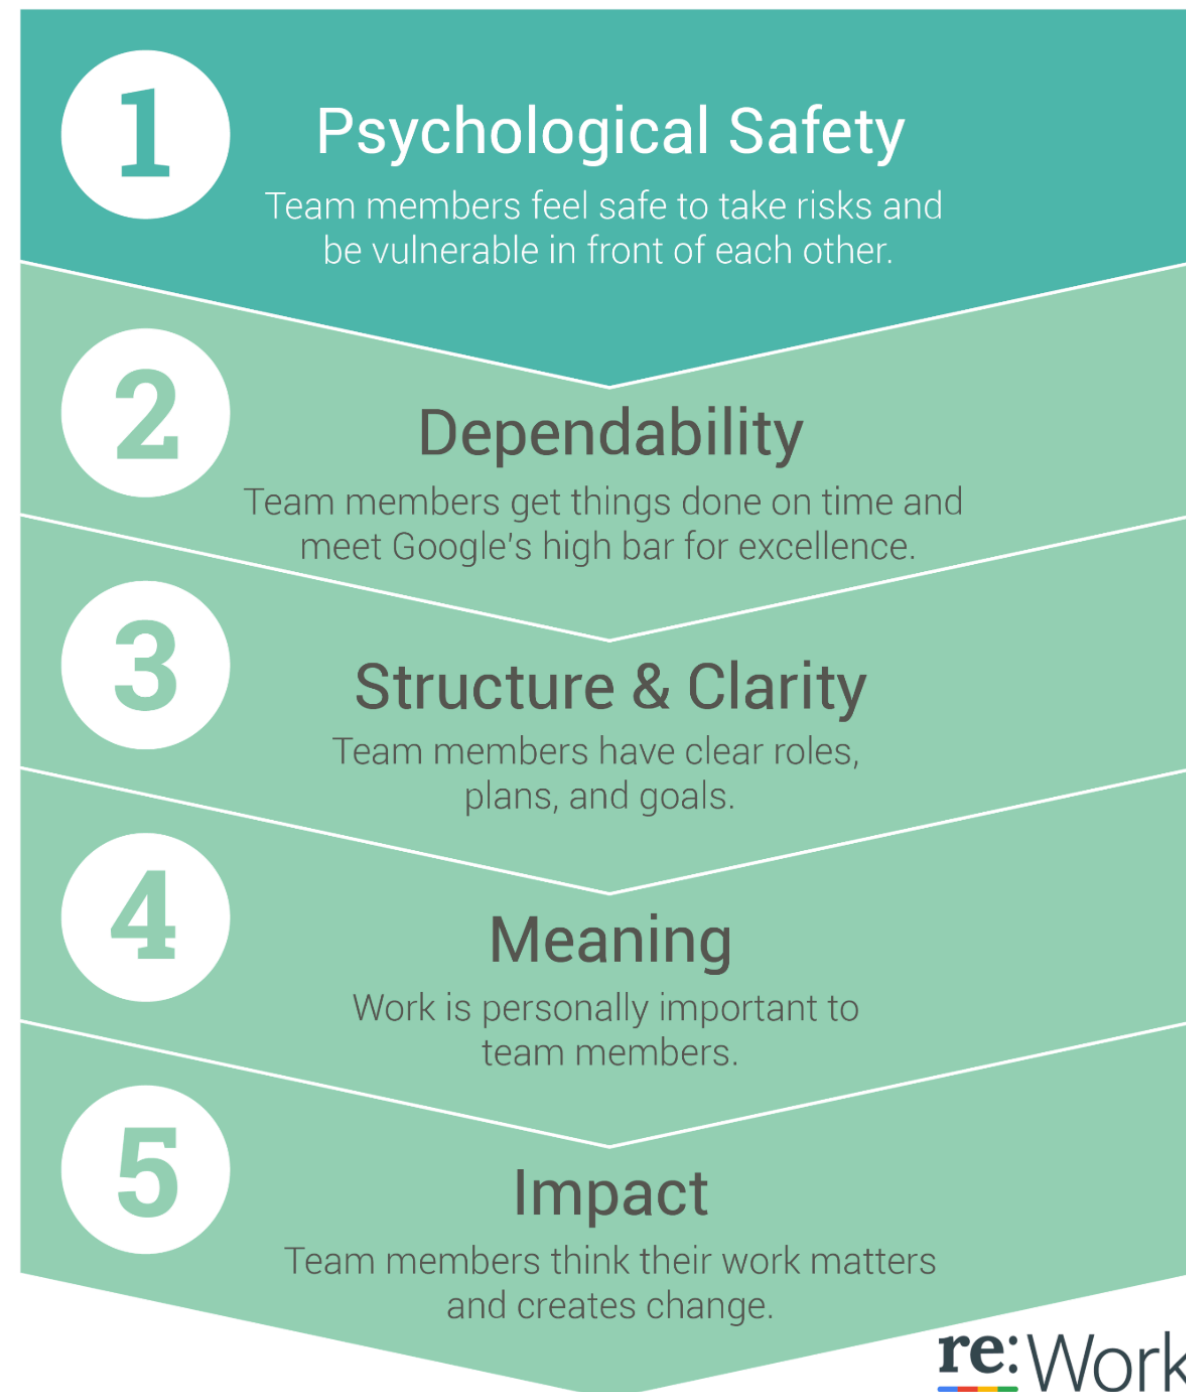 1
Psychological Safety
Team members feel safe to take risks and
be vulnerable in front of each other.
2
Dependability
Team members get things done on time and
meet Google's high bar for excellence.
3
Structure & Clarity
Team members have clear roles,
plans, and goals.
4
Meaning
Work is personally important to
team members.
5
Impact
Team members think their work matters
and creates change.
re:Work